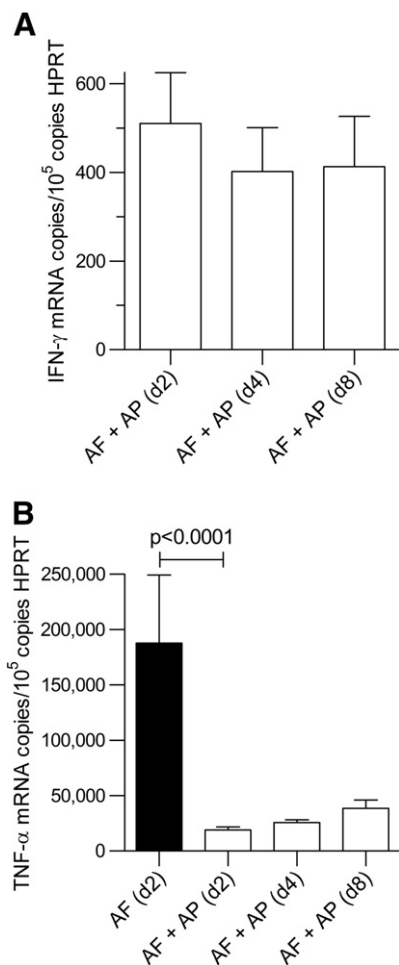 A
IFN-γ mRNA copies/10⁵ copies HPRT
600
400
200
0
AF + AP (d2)
AF + AP (d4)
AF + AP (d8)
B
p<0.0001
TNF-α mRNA copies/10⁵ copies HPRT
250,000
200,000
150,000
100,000
50,000
0
AF (d2)
AF + AP (d2)
AF + AP (d4)
AF + AP (d8)